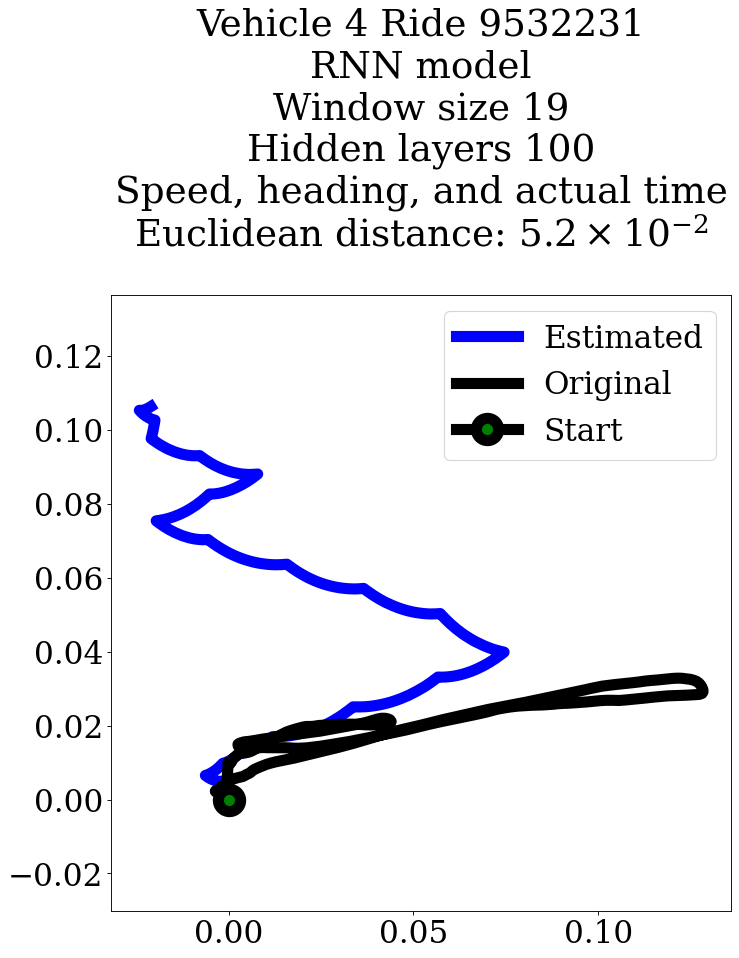 Vehicle 4 Ride 9532231
RNN model
Window size 19
Hidden layers 100
Speed, heading, and actual time
Euclidean distance: 5.2 × 10⁻²
Estimated
Original
Start
0.12
0.10
0.08
0.06
0.04
0.02
0.00
−0.02
0.00 0.05 0.10